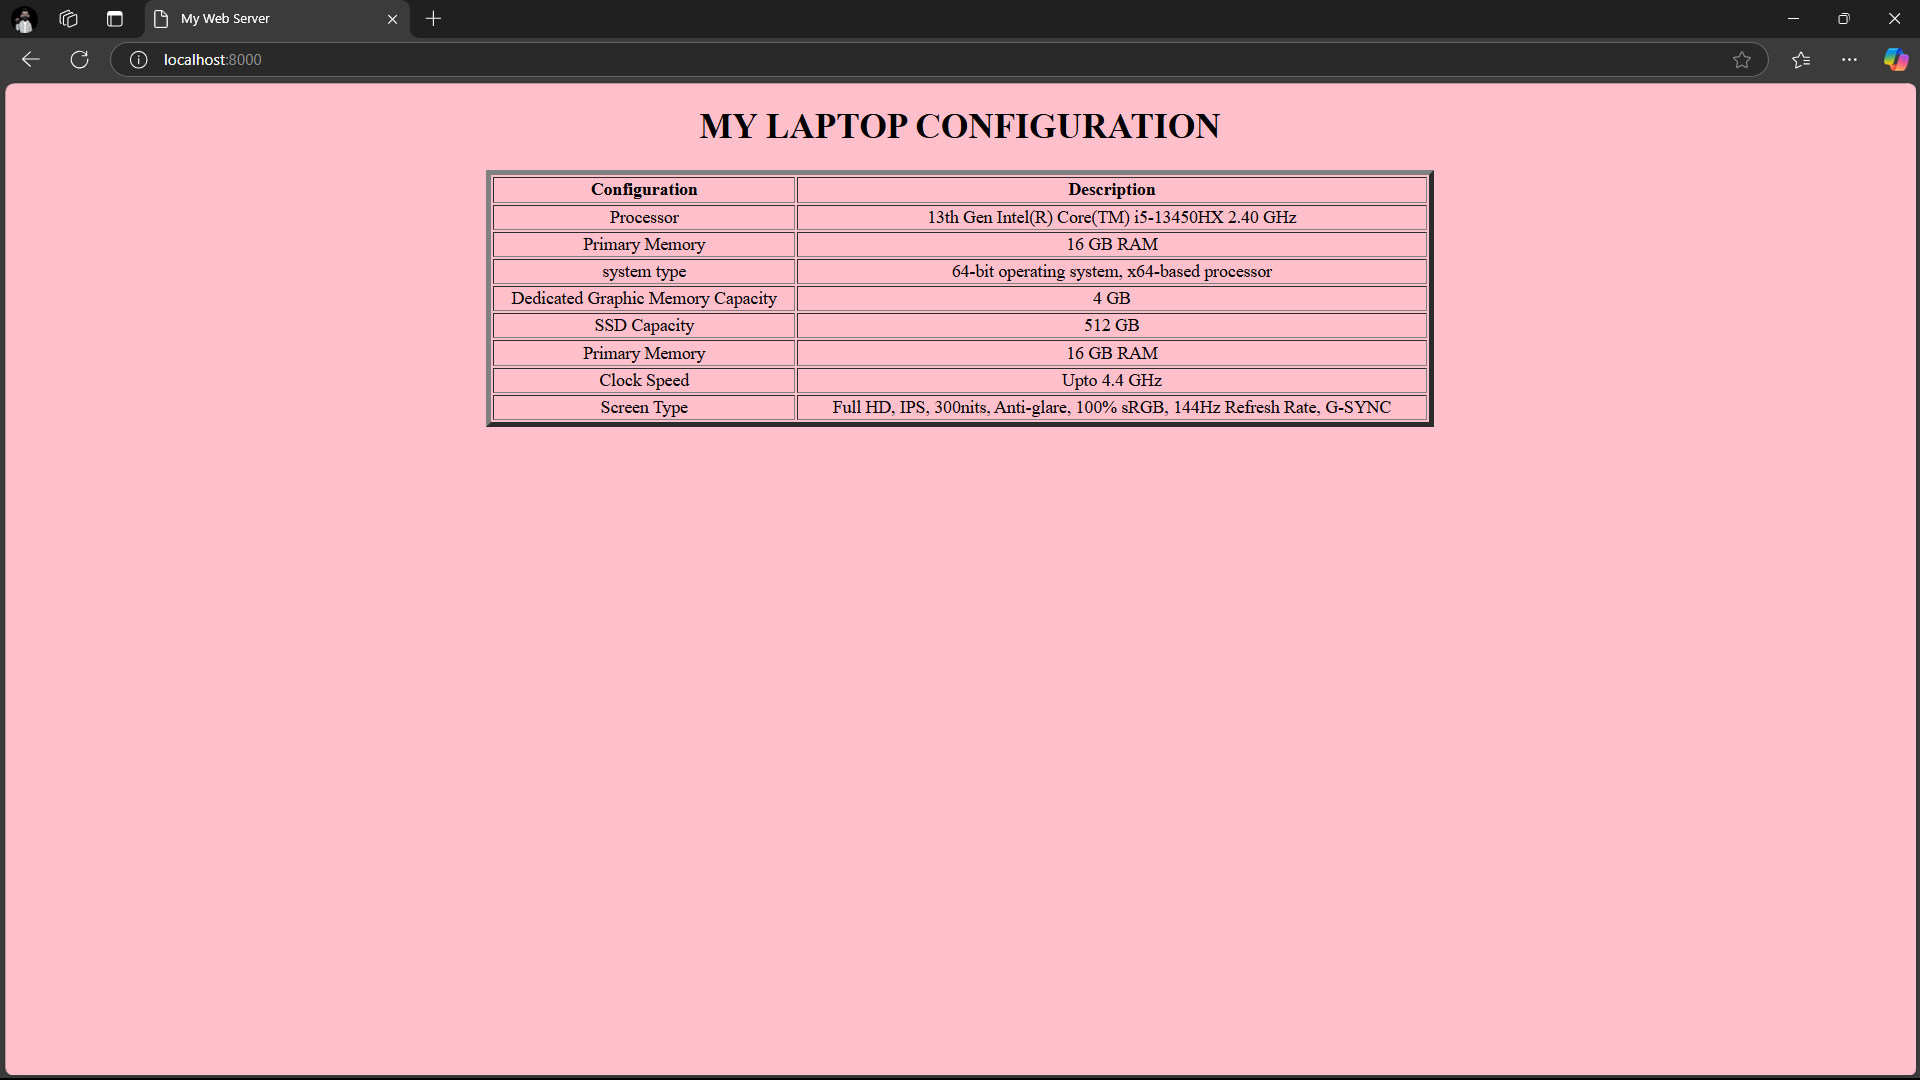 My Web Server
localhost:8000
MY LAPTOP CONFIGURATION
Configuration Description
Processor 13th Gen Intel(R) Core(TM) i5-13450HX 2.40 GHz
Primary Memory 16 GB RAM
system type 64-bit operating system, x64-based processor
Dedicated Graphic Memory Capacity 4 GB
SSD Capacity 512 GB
Primary Memory 16 GB RAM
Clock Speed Upto 4.4 GHz
Screen Type Full HD, IPS, 300nits, Anti-glare, 100% sRGB, 144Hz Refresh Rate, G-SYNC